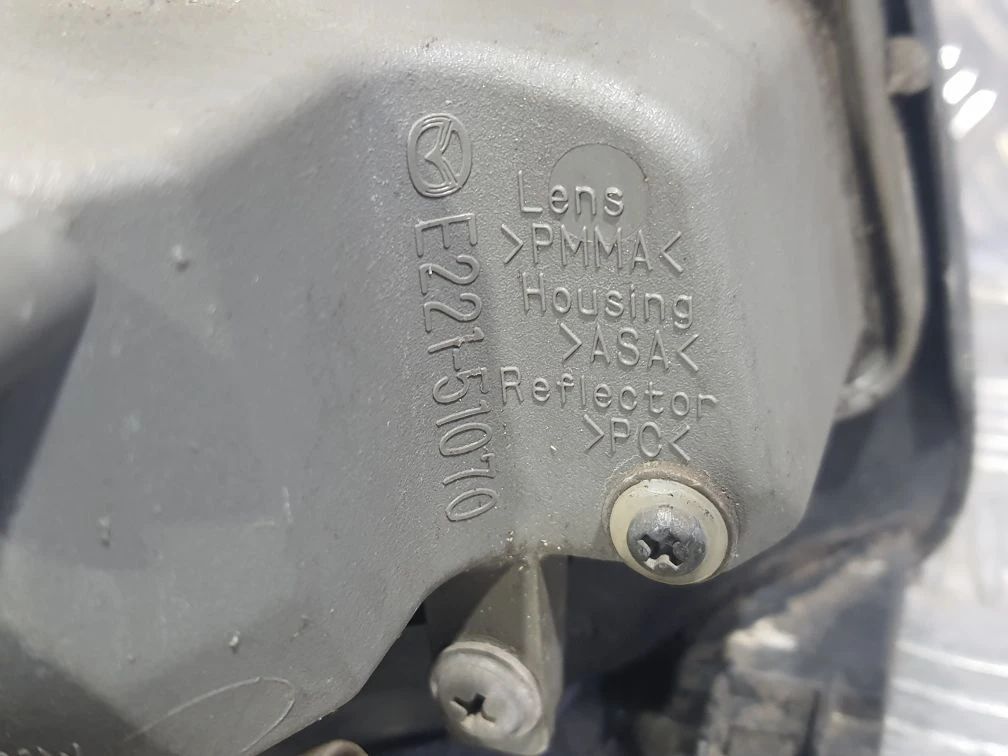 E221-51070
Lens
>PMMA<
Housing
>ASA<
Reflector
>PC<